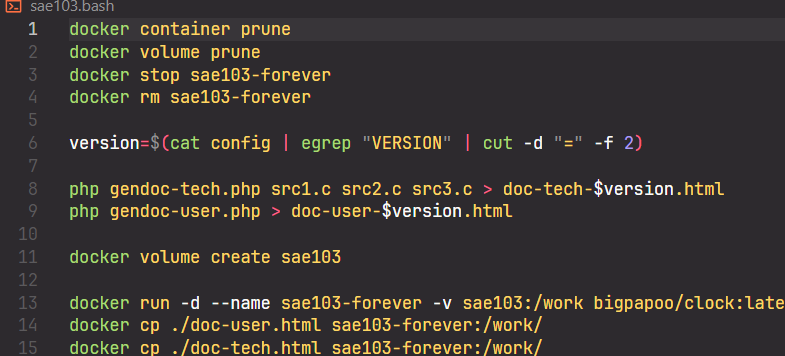 sae103.bash
1 docker container prune
2 docker volume prune
3 docker stop sae103-forever
4 docker rm sae103-forever
5
6 version=$(cat config | egrep "VERSION" | cut -d "=" -f 2)
7
8 php gendoc-tech.php src1.c src2.c src3.c > doc-tech-$version.html
9 php gendoc-user.php > doc-user-$version.html
10
11 docker volume create sae103
12
13 docker run -d --name sae103-forever -v sae103:/work bigpapoo/clock:late
14 docker cp ./doc-user.html sae103-forever:/work/
15 docker cp ./doc-tech.html sae103-forever:/work/